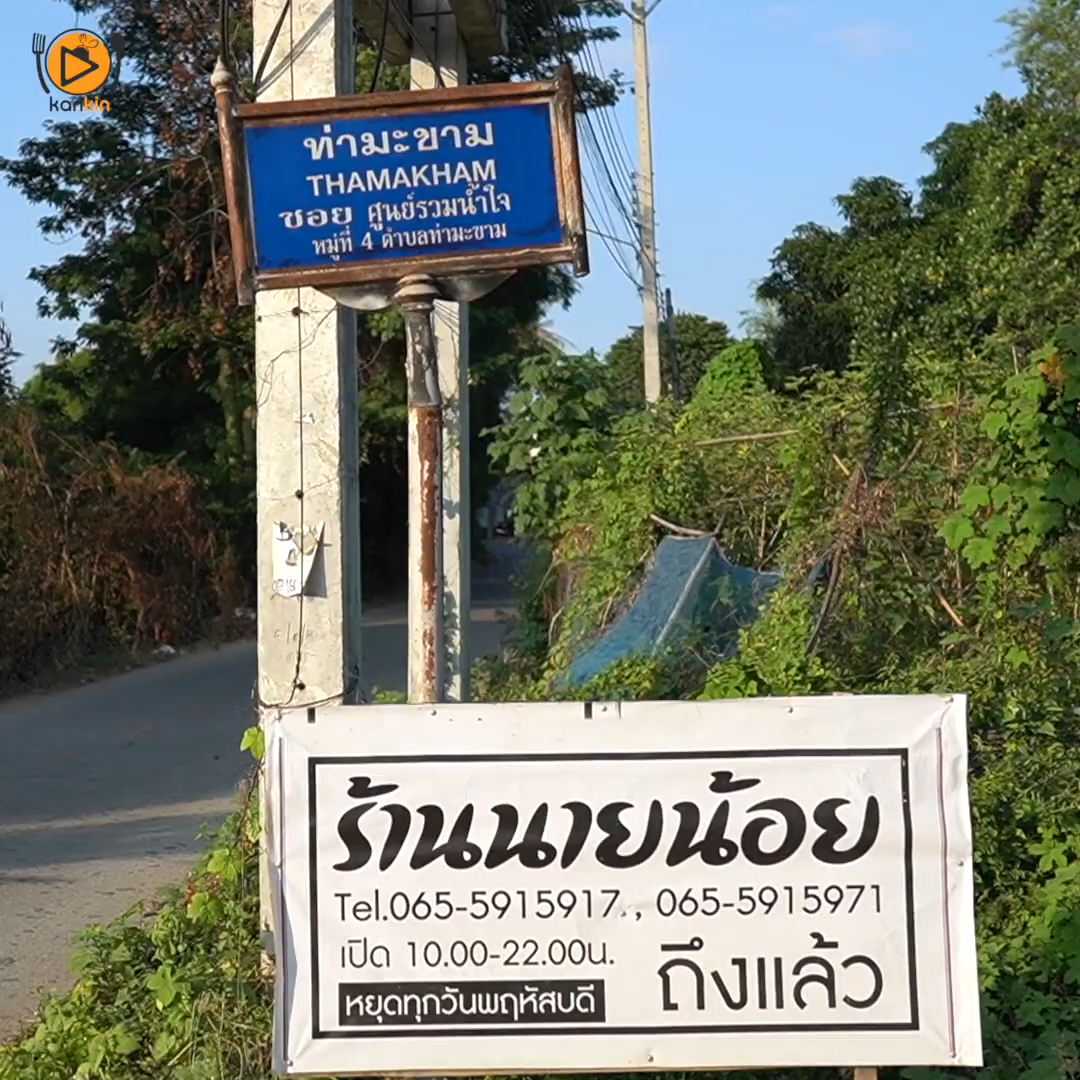 kankin
ท่ามะขาม
THAMAKHAM
ซอย ศูนย์รวมน้ำใจ
หมู่ที่ 4 ตำบลท่ามะขาม
ร้านนายน้อย
Tel.065-5915917 , 065-5915971
เปิด 10.00-22.00น.
ถึงแล้ว
หยุดทุกวันพฤหัสบดี